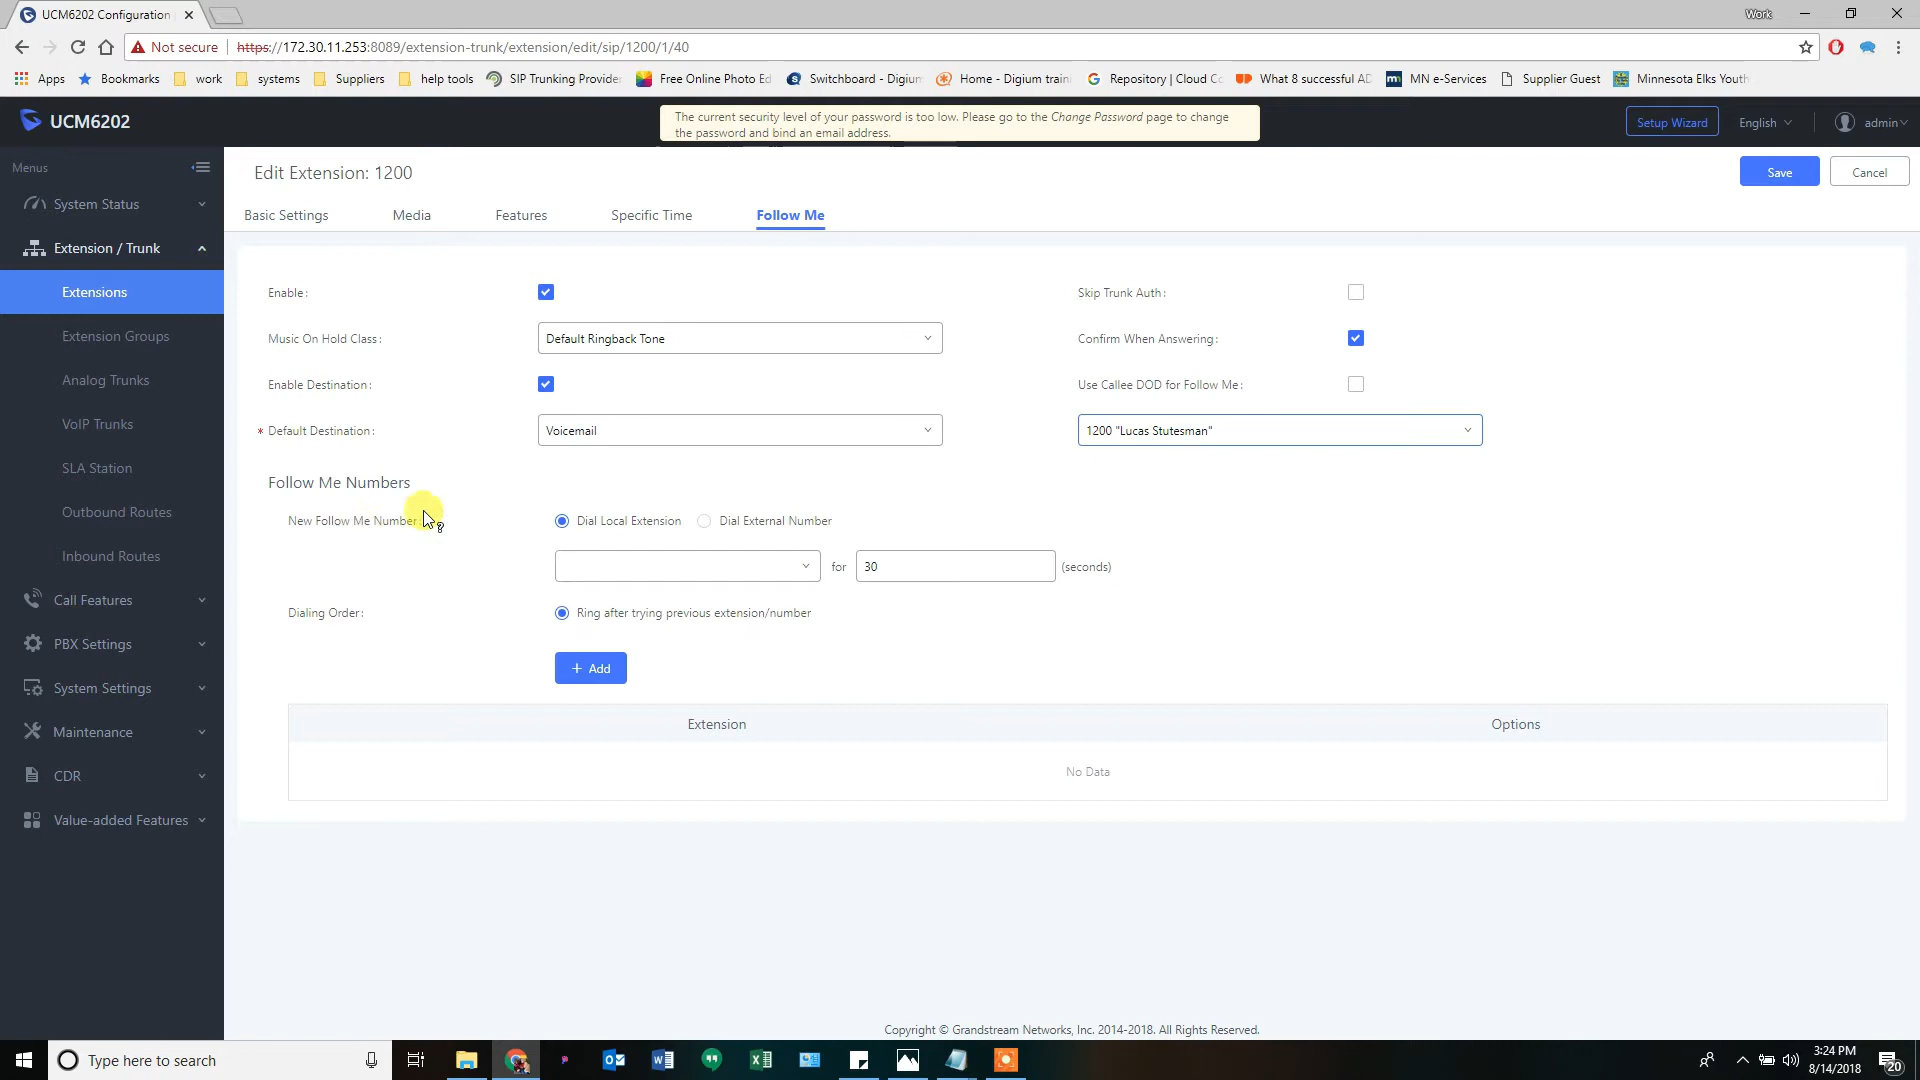 UCM6202 Configuration
Work
Not secure
https://172.30.11.253:8089/extension-trunk/extension/edit/sip/1200/1/40
Apps
Bookmarks
work
systems
Suppliers
help tools
SIP Trunking Provide
Free Online Photo Ed
Switchboard - Digiun
Home - Digium train
Repository | Cloud Cc
What 8 successful AD
MN e-Services
Supplier Guest
Minnesota Elks Youth
UCM6202
The current security level of your password is too low. Please go to the Change Password page to change
the password and bind an email address.
Setup Wizard
English
admin
Menus
System Status
Extension / Trunk
Extensions
Extension Groups
Analog Trunks
VoIP Trunks
SLA Station
Outbound Routes
Inbound Routes
Call Features
PBX Settings
System Settings
Maintenance
CDR
Value-added Features
Edit Extension: 1200
Save
Cancel
Basic Settings
Media
Features
Specific Time
Follow Me
Enable:
Skip Trunk Auth:
Music On Hold Class:
Default Ringback Tone
Confirm When Answering:
Enable Destination:
Use Callee DOD for Follow Me:
* Default Destination:
Voicemail
1200 "Lucas Stutesman"
Follow Me Numbers
New Follow Me Number
Dial Local Extension
Dial External Number
for
30
(seconds)
Dialing Order:
Ring after trying previous extension/number
+ Add
Extension
Options
No Data
Copyright © Grandstream Networks, Inc. 2014-2018. All Rights Reserved.
Type here to search
3:24 PM
8/14/2018
20